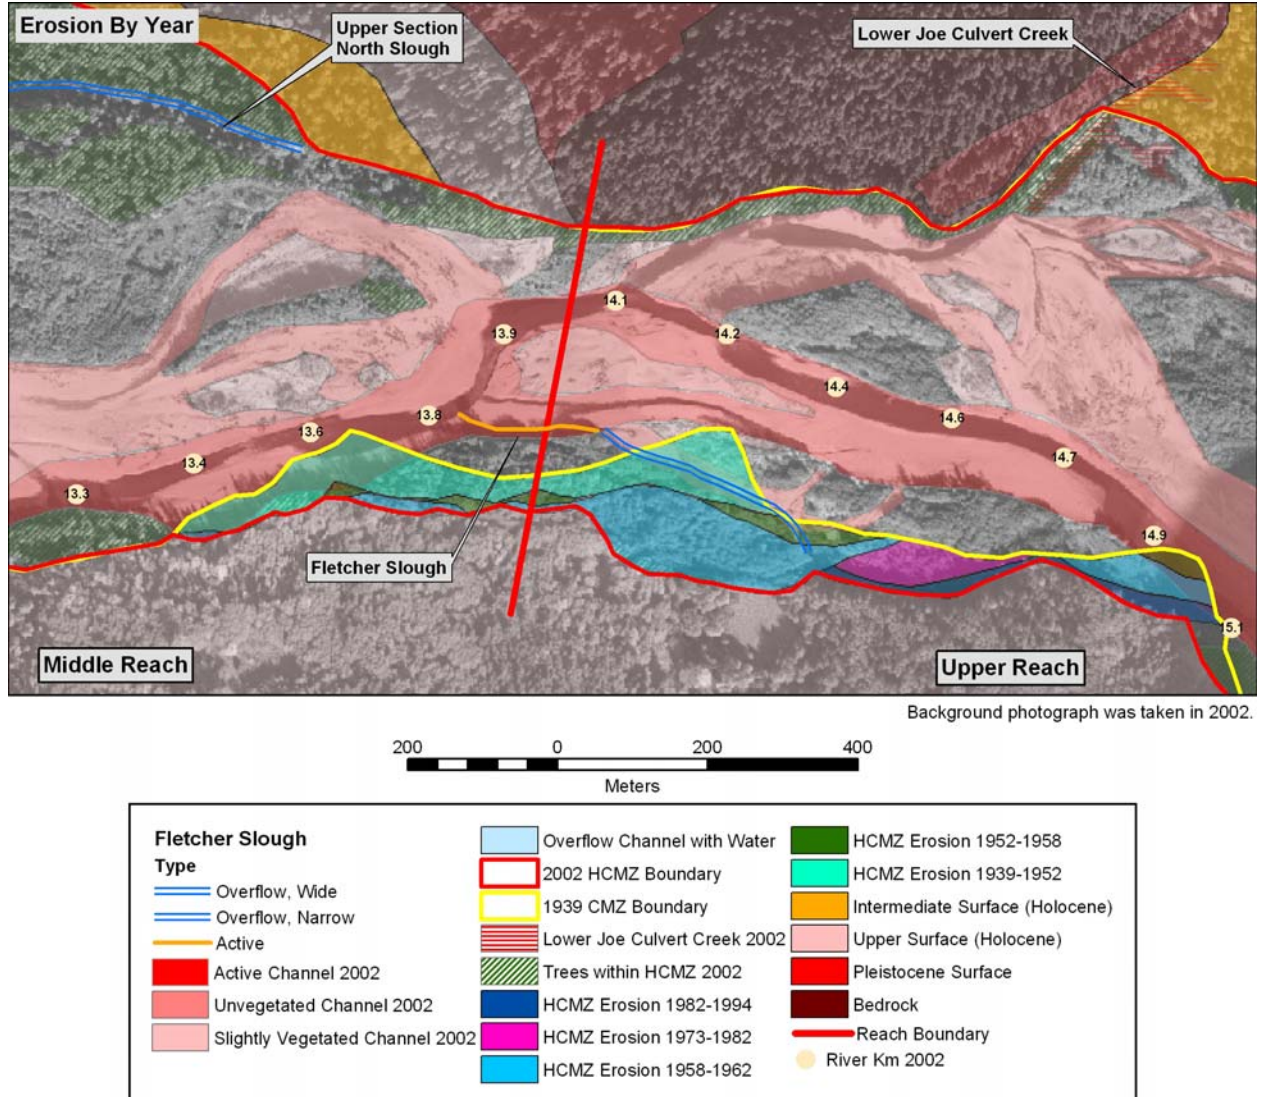 Erosion By Year
Upper Section
North Slough
Lower Joe Culvert Creek
14.1
13.9
14.2
14.4
13.8
14.6
13.6
14.7
13.4
13.3
14.9
Fletcher Slough
15.1
Middle Reach
Upper Reach
Background photograph was taken in 2002.
200 0 200 400
Meters
Fletcher Slough
Type
Overflow, Wide
Overflow, Narrow
Active
Active Channel 2002
Unvegetated Channel 2002
Slightly Vegetated Channel 2002
Overflow Channel with Water
2002 HCMZ Boundary
1939 CMZ Boundary
Lower Joe Culvert Creek 2002
Trees within HCMZ 2002
HCMZ Erosion 1982-1994
HCMZ Erosion 1973-1982
HCMZ Erosion 1958-1962
HCMZ Erosion 1952-1958
HCMZ Erosion 1939-1952
Intermediate Surface (Holocene)
Upper Surface (Holocene)
Pleistocene Surface
Bedrock
Reach Boundary
River Km 2002